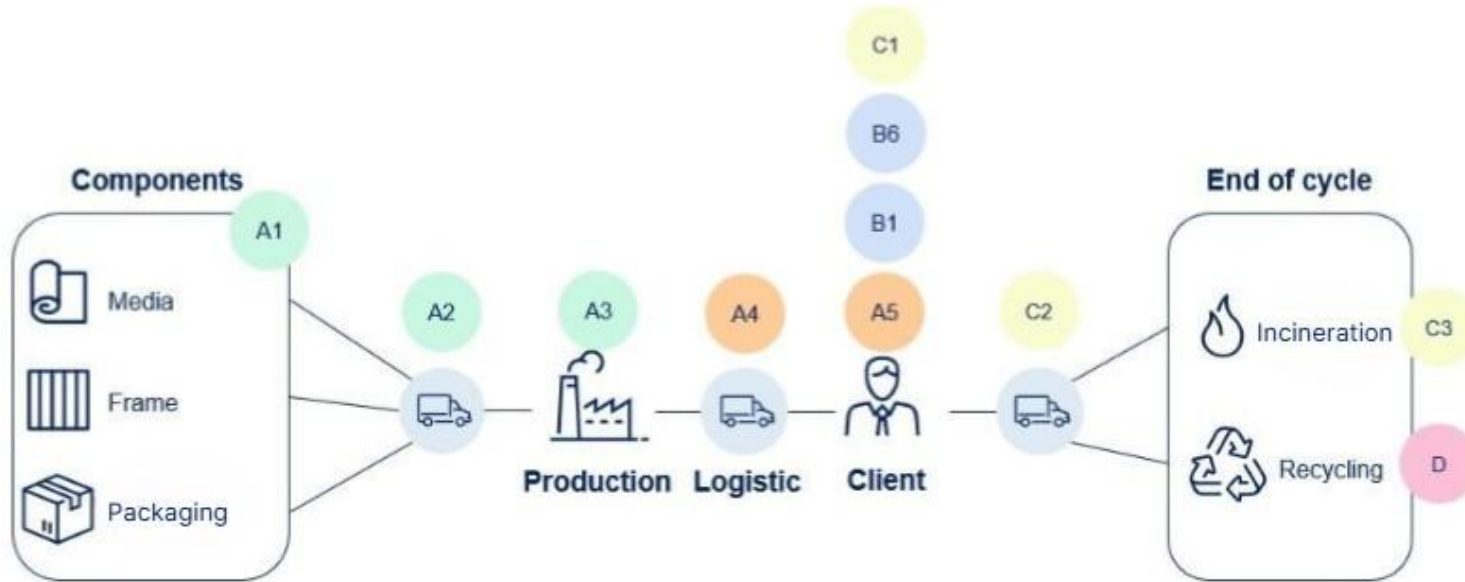 C1
B6
Components
End of cycle
A1
B1
Media
A2
A3
A4
A5
C2
Incineration
C3
Frame
Production
Logistic
Client
Recycling
D
Packaging